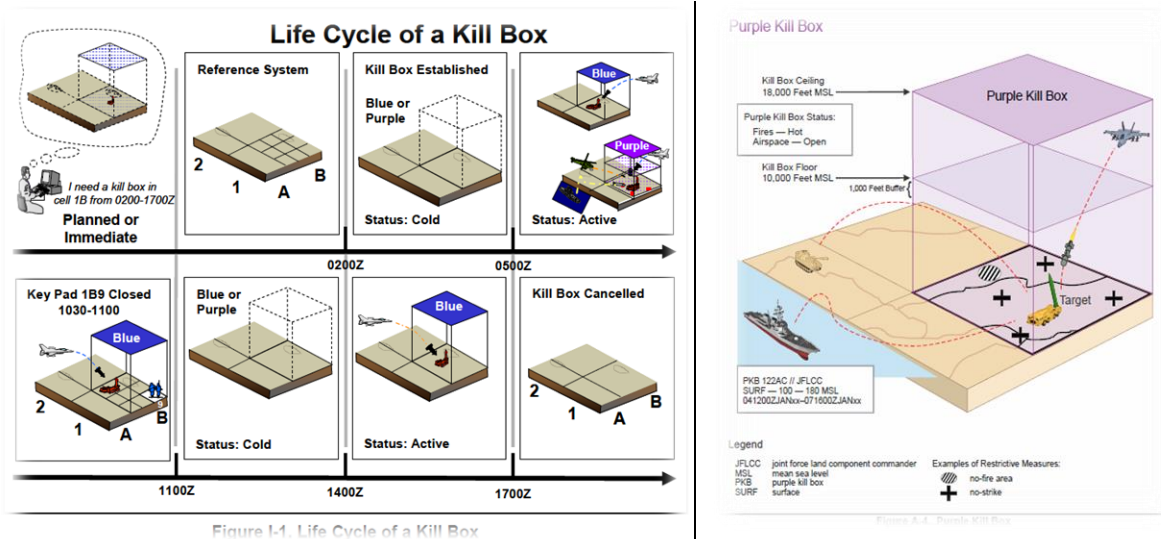 Life Cycle of a Kill Box
I need a kill box in
cell 1B from 0200-1700Z
Planned or
Immediate
Reference System
2
1
A
B
Kill Box Established
Blue or
Purple
Status: Cold
Blue
Purple
Status: Active
0200Z
0500Z
Key Pad 1B9 Closed
1030-1100
Blue
2
1
A
B
9
Blue or
Purple
Status: Cold
Blue
Status: Active
Kill Box Cancelled
2
1
A
B
1100Z
1400Z
1700Z
Figure I-1. Life Cycle of a Kill Box
Purple Kill Box
Kill Box Ceiling
18,000 Feet MSL
Purple Kill Box Status:
Fires — Hot
Airspace — Open
Kill Box Floor
10,000 Feet MSL
1,000 Feet Buffer
Purple Kill Box
Target
PKB 122AC // JFLCC
SURF — 100 — 180 MSL
041200ZJANxx–071600ZJANxx
Legend
JFLCC joint force land component commander
MSL mean sea level
PKB purple kill box
SURF surface
Examples of Restrictive Measures:
no-fire area
no-strike
Figure A-4. Purple Kill Box